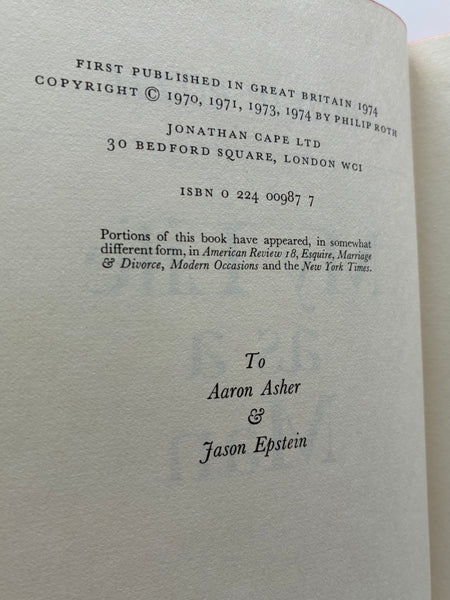 FIRST PUBLISHED IN GREAT BRITAIN 1974
COPYRIGHT © 1970, 1971, 1973, 1974 BY PHILIP ROTH
JONATHAN CAPE LTD
30 BEDFORD SQUARE, LONDON WC1
ISBN 0 224 00987 7
Portions of this book have appeared, in somewhat
different form, in American Review 18, Esquire, Marriage
& Divorce, Modern Occasions and the New York Times.
To
Aaron Asher
&
Jason Epstein